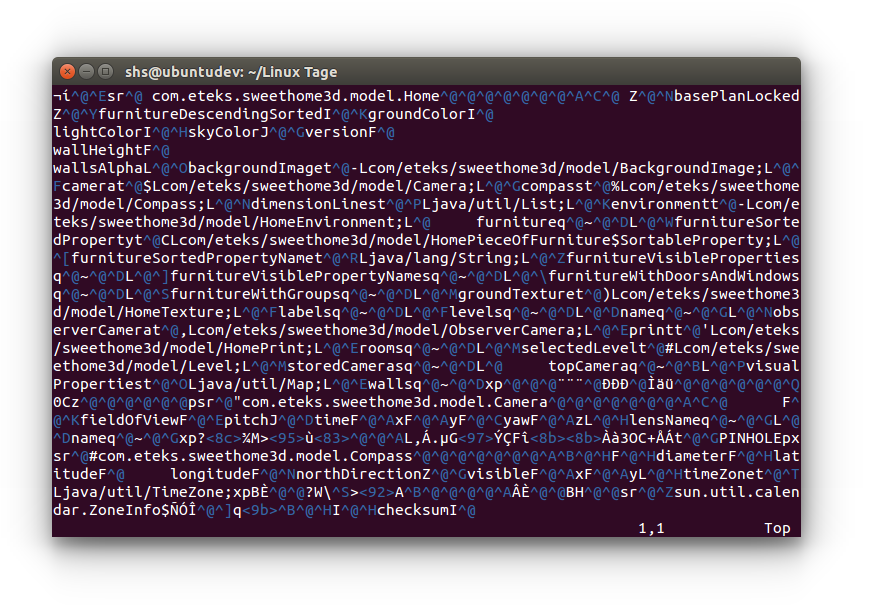 shs@ubuntudev: ~/Linux Tage
¬í^@^Esr^@ com.eteks.sweethome3d.model.Home^@^@^@^@^@^@^@^@^A^C^@ Z^@^NbasePlanLocked
Z^@^YfurnitureDescendingSortedI^@^KgroundColorI^@
lightColorI^@^HskyColorJ^@^GversionF^@
wallHeightF^@
wallsAlphaL^@^ObackgroundImaget^@-Lcom/eteks/sweethome3d/model/BackgroundImage;L^@^
Fcamerat^@$Lcom/eteks/sweethome3d/model/Camera;L^@^Gcompasst^@%Lcom/eteks/sweethome
3d/model/Compass;L^@^NdimensionLinest^@^PLjava/util/List;L^@^Kenvironmentt^@-Lcom/e
teks/sweethome3d/model/HomeEnvironment;L^@     furnitureq^@~^@^DL^@^WfurnitureSorte
dPropertyt^@CLcom/eteks/sweethome3d/model/HomePieceOfFurniture$SortableProperty;L^@
^[furnitureSortedPropertyNamet^@^RLjava/lang/String;L^@^ZfurnitureVisibleProperties
q^@~^@^DL^@^]furnitureVisiblePropertyNamesq^@~^@^DL^@^\furnitureWithDoorsAndWindows
q^@~^@^DL^@^SfurnitureWithGroupsq^@~^@^DL^@^MgroundTexturet^@)Lcom/eteks/sweethome3
d/model/HomeTexture;L^@^Flabelsq^@~^@^DL^@^Flevelsq^@~^@^DL^@^Dnameq^@~^@^GL^@^Nobs
erverCamerat^@,Lcom/eteks/sweethome3d/model/ObserverCamera;L^@^Eprintt^@'Lcom/eteks
/sweethome3d/model/HomePrint;L^@^Eroomsq^@~^@^DL^@^MselectedLevelt^@#Lcom/eteks/swe
ethome3d/model/Level;L^@^MstoredCamerasq^@~^@^DL^@     topCameraq^@~^@^BL^@^Pvisual
Propertiest^@^OLjava/util/Map;L^@^Ewallsq^@~^@^Dxp^@^@^@^@¨¨¨^@ÐÐÐ^@Ìäü^@^@^@^@^@^@^@^Q
0Cz^@^@^@^@^@^@^@psr^@"com.eteks.sweethome3d.model.Camera^@^@^@^@^@^@^@^@^A^C^@      F^
@^KfieldOfViewF^@^EpitchJ^@^DtimeF^@^AxF^@^AyF^@^CyawF^@^AzL^@^HlensNameq^@~^@^GL^@
^Dnameq^@~^@^Gxp?<8c>¾M><95>ù<83>^@^@^@^AL,Á.µG<97>ÝÇFî<8b><8b>Àà3OC+ÅÁt^@^GPINHOLEpx
sr^@#com.eteks.sweethome3d.model.Compass^@^@^@^@^@^@^@^@^A^B^@^HF^@^HdiameterF^@^Hlat
itudeF^@     longitudeF^@^NnorthDirectionZ^@^GvisibleF^@^AxF^@^AyL^@^HtimeZonet^@^T
Ljava/util/TimeZone;xpBÈ^@^@?W\^S><92>A^B^@^@^@^@^AÂÈ^@^@BH^@^@sr^@^Zsun.util.calen
dar.ZoneInfo$ÑÓÎ^@^]q<9b>^B^@^HI^@^HchecksumI^@
1,1 Top